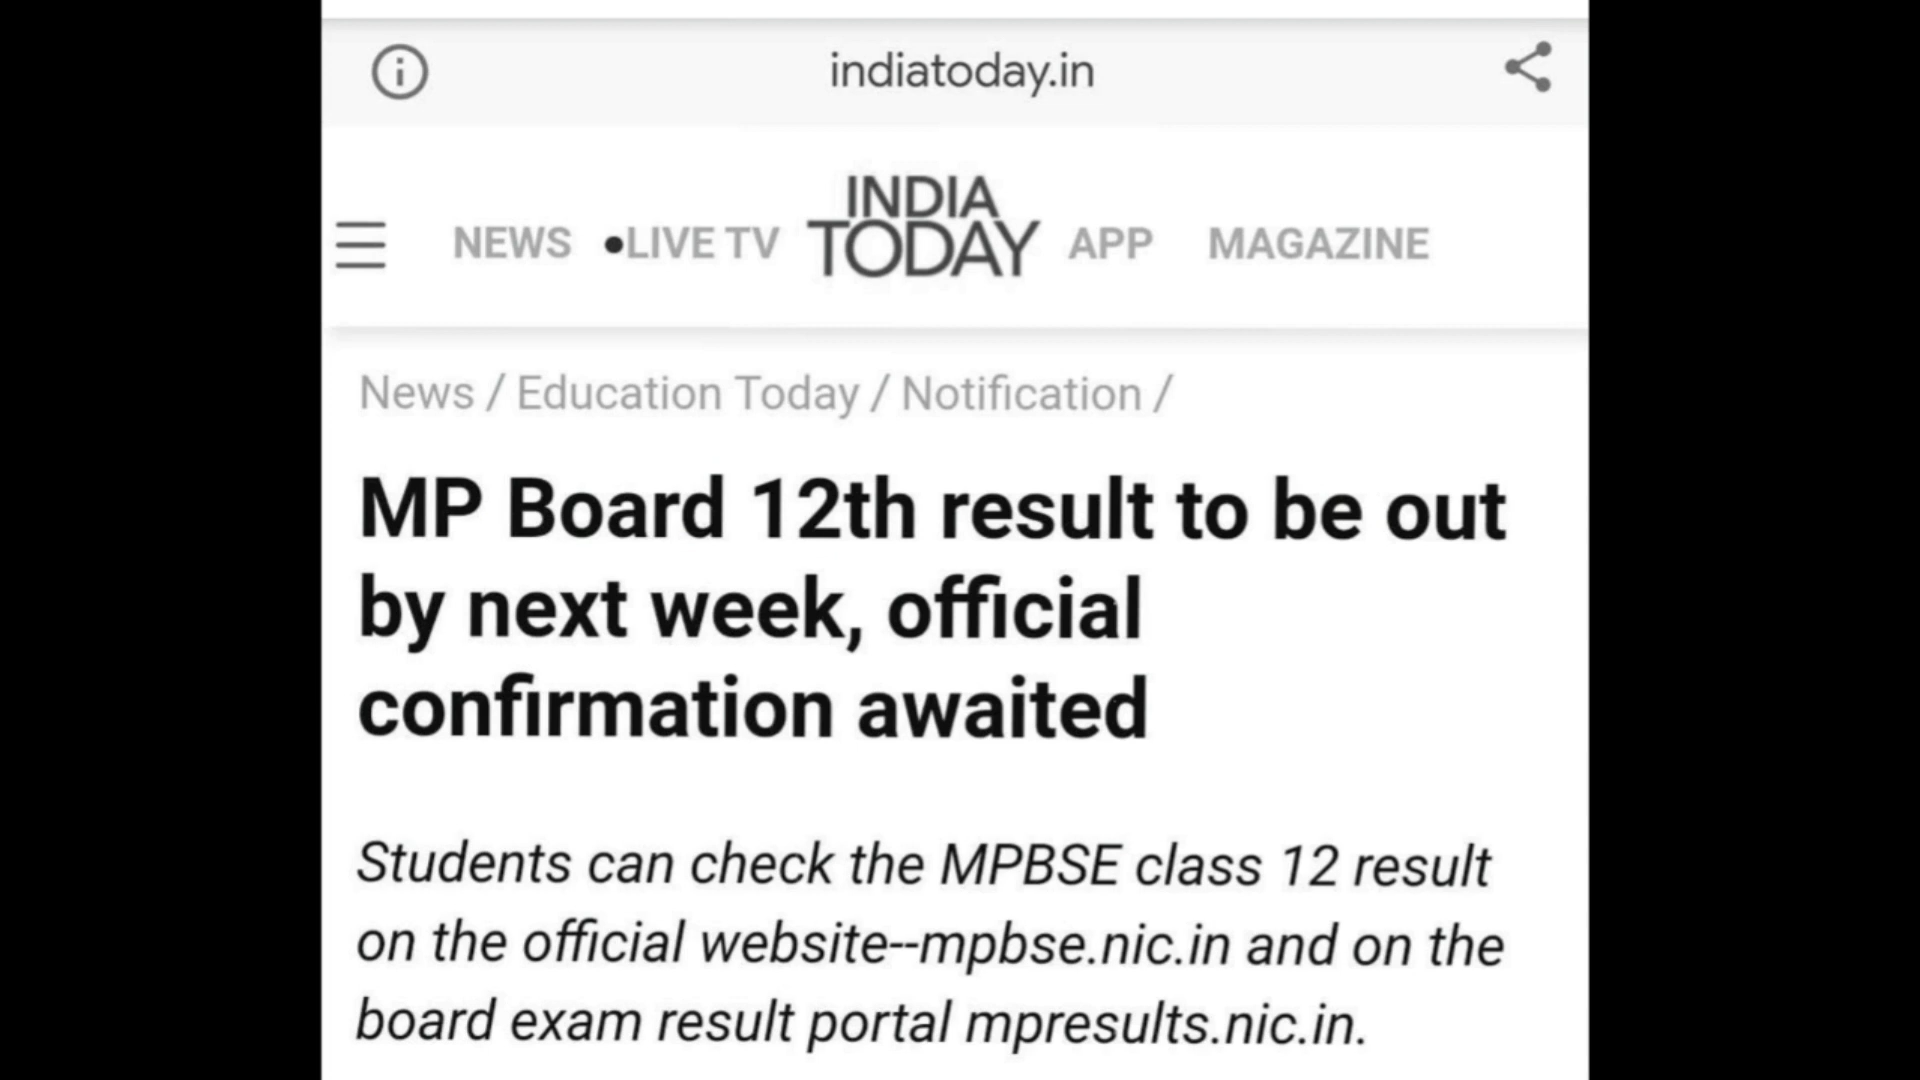 indiatoday.in
NEWS •LIVE TV INDIA TODAY APP MAGAZINE
News / Education Today / Notification /
MP Board 12th result to be out
by next week, official
confirmation awaited
Students can check the MPBSE class 12 result
on the official website--mpbse.nic.in and on the
board exam result portal mpresults.nic.in.